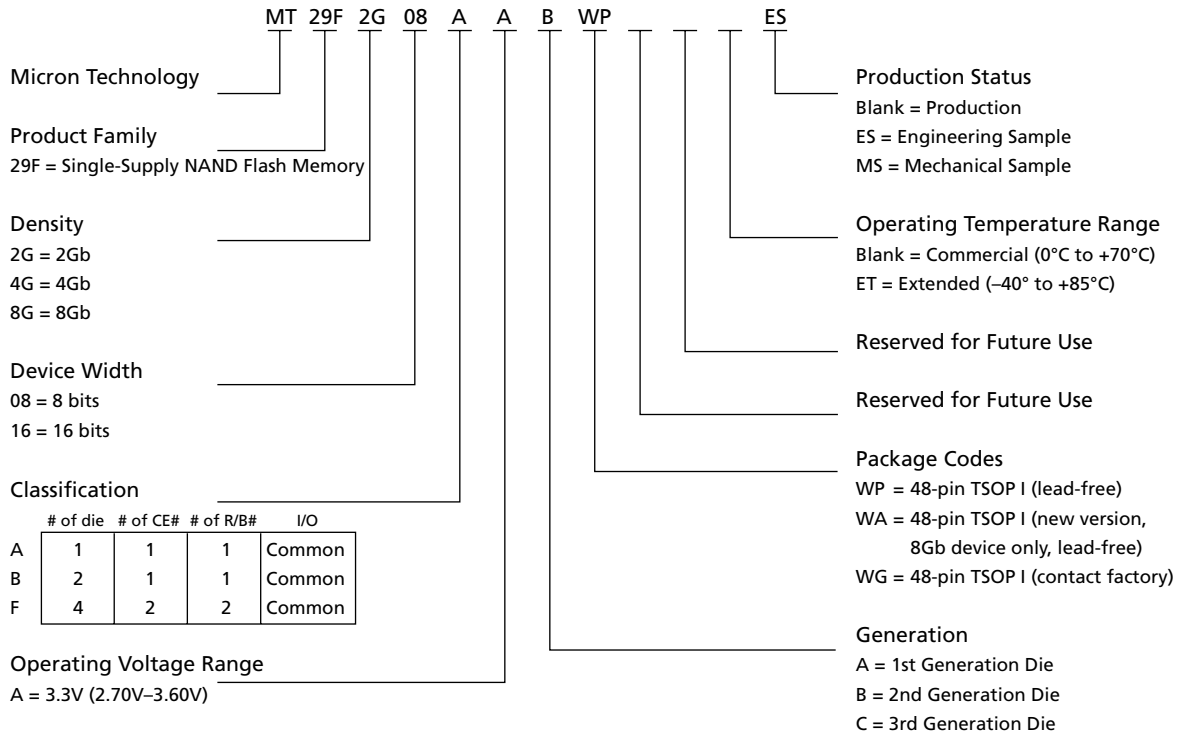 MT 29F 2G 08 A A B WP ES
Micron Technology
Product Family
29F = Single-Supply NAND Flash Memory
Density
2G = 2Gb
4G = 4Gb
8G = 8Gb
Device Width
08 = 8 bits
16 = 16 bits
Classification
# of die # of CE# # of R/B# I/O
A 1 1 1 Common
B 2 1 1 Common
F 4 2 2 Common
Operating Voltage Range
A = 3.3V (2.70V–3.60V)
Production Status
Blank = Production
ES = Engineering Sample
MS = Mechanical Sample
Operating Temperature Range
Blank = Commercial (0°C to +70°C)
ET = Extended (–40° to +85°C)
Reserved for Future Use
Reserved for Future Use
Package Codes
WP = 48-pin TSOP I (lead-free)
WA = 48-pin TSOP I (new version,
8Gb device only, lead-free)
WG = 48-pin TSOP I (contact factory)
Generation
A = 1st Generation Die
B = 2nd Generation Die
C = 3rd Generation Die